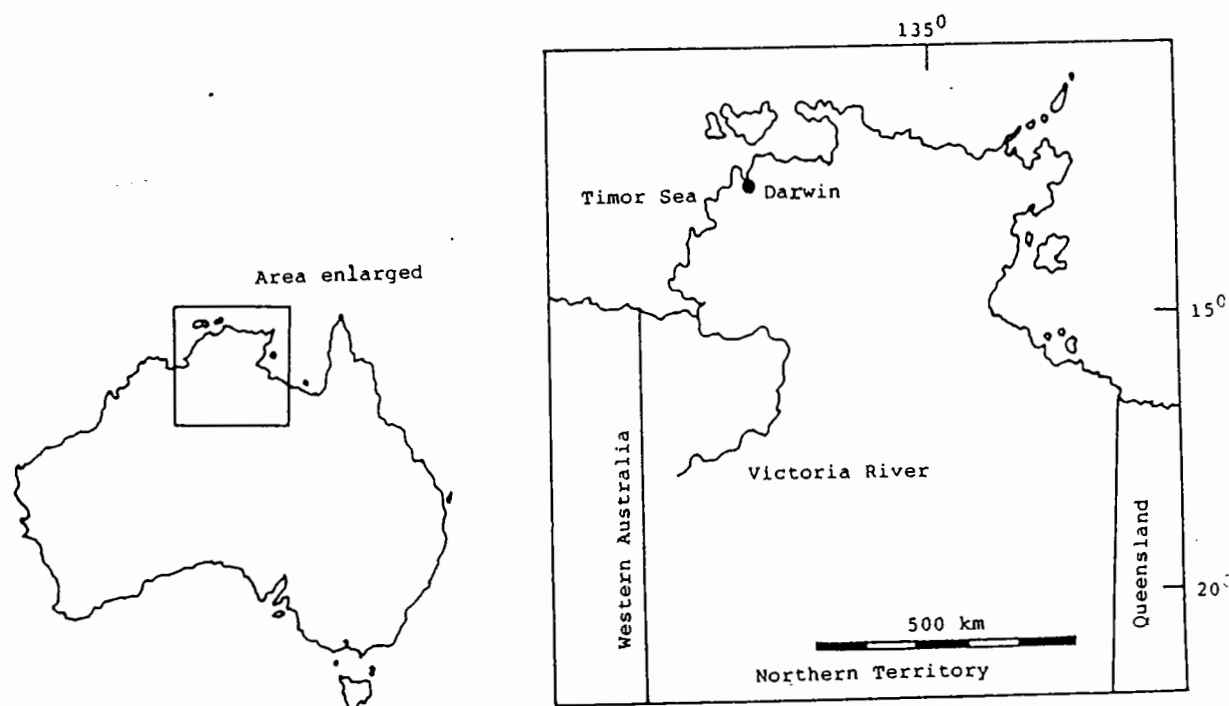 135⁰
Timor Sea
Darwin
Area enlarged
15⁰
Victoria River
Western Australia
Queensland
20
500 km
Northern Territory